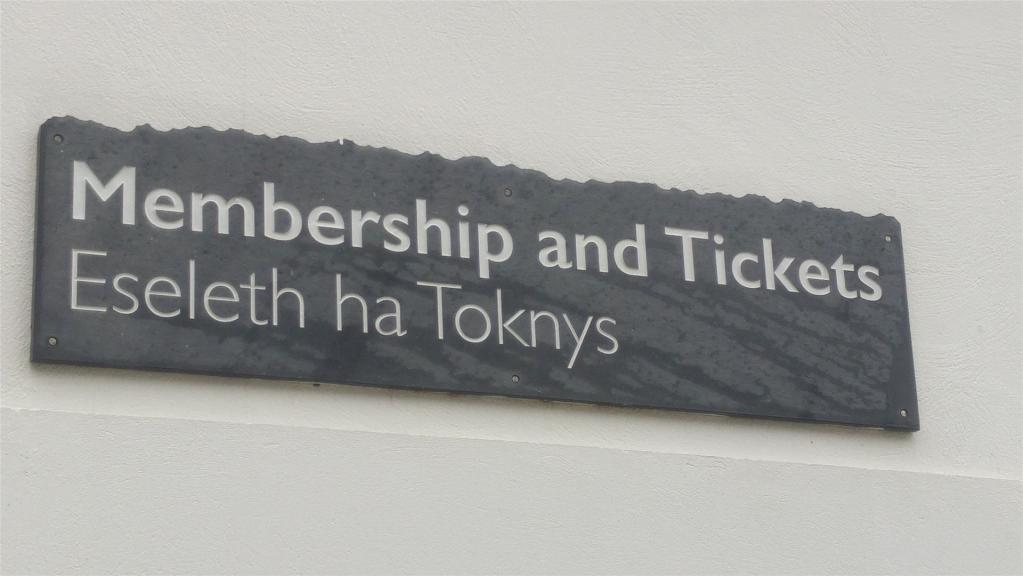 Membership and Tickets
Eseleth ha Toknys